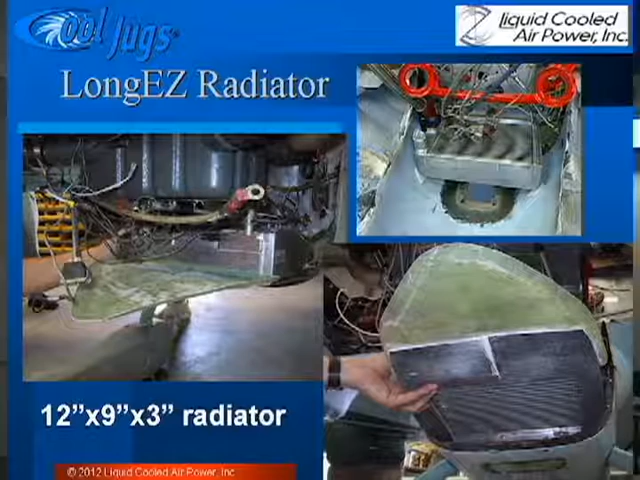 Cool Jugs
Liquid Cooled
Air Power, Inc.
LongEZ Radiator
12”x9”x3” radiator
© 2012 Liquid Cooled Air Power, Inc.